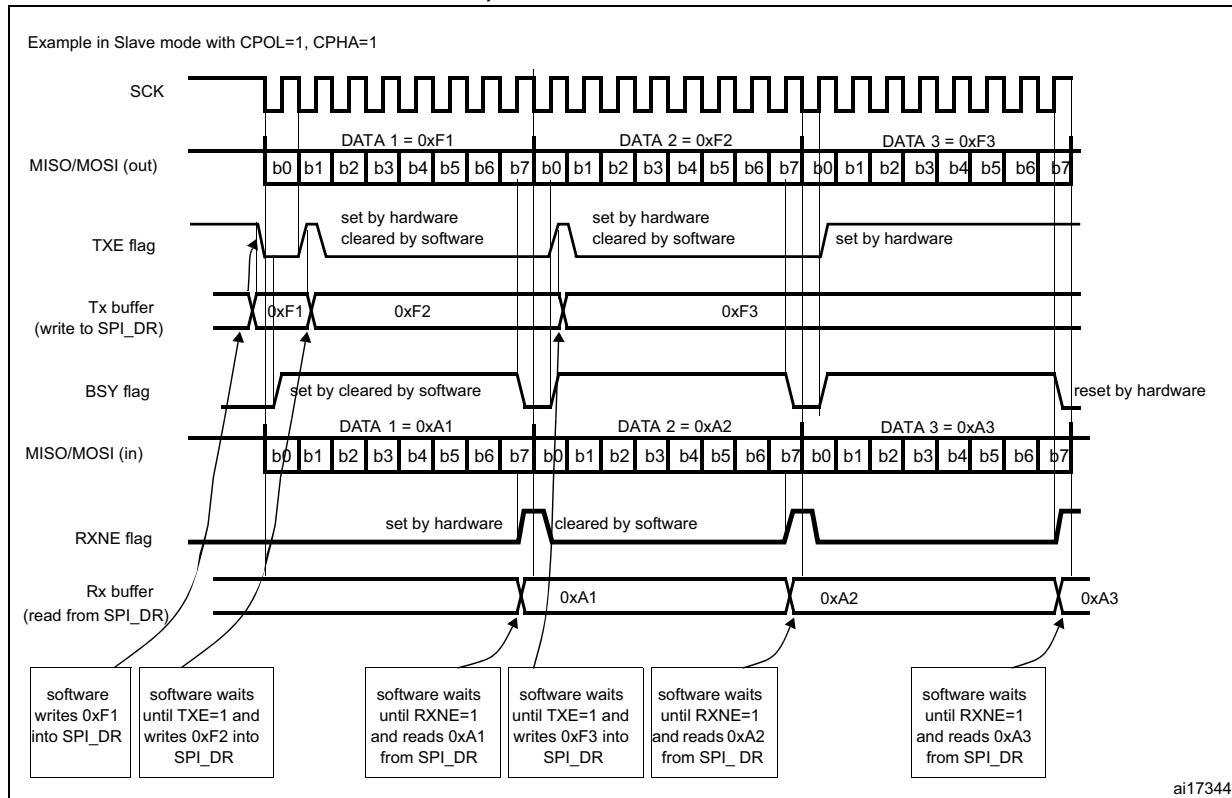 Example in Slave mode with CPOL=1, CPHA=1
SCK
DATA 1 = 0xF1
DATA 2 = 0xF2
DATA 3 = 0xF3
MISO/MOSI (out)
b0 b1 b2 b3 b4 b5 b6 b7 b0 b1 b2 b3 b4 b5 b6 b7 b0 b1 b2 b3 b4 b5 b6 b7
TXE flag
set by hardware
cleared by software
set by hardware
cleared by software
set by hardware
Tx buffer
(write to SPI_DR)
0xF1
0xF2
0xF3
BSY flag
set by cleared by software
reset by hardware
DATA 1 = 0xA1
DATA 2 = 0xA2
DATA 3 = 0xA3
MISO/MOSI (in)
b0 b1 b2 b3 b4 b5 b6 b7 b0 b1 b2 b3 b4 b5 b6 b7 b0 b1 b2 b3 b4 b5 b6 b7
RXNE flag
set by hardware
cleared by software
Rx buffer
(read from SPI_DR)
0xA1
0xA2
0xA3
software
writes 0xF1
into SPI_DR
software waits
until TXE=1 and
writes 0xF2 into
SPI_DR
software waits
until RXNE=1
and reads 0xA1
from SPI_DR
software waits
until TXE=1 and
writes 0xF3 into
SPI_DR
software waits
until RXNE=1
and reads 0xA2
from SPI_ DR
software waits
until RXNE=1
and reads 0xA3
from SPI_DR
ai17344